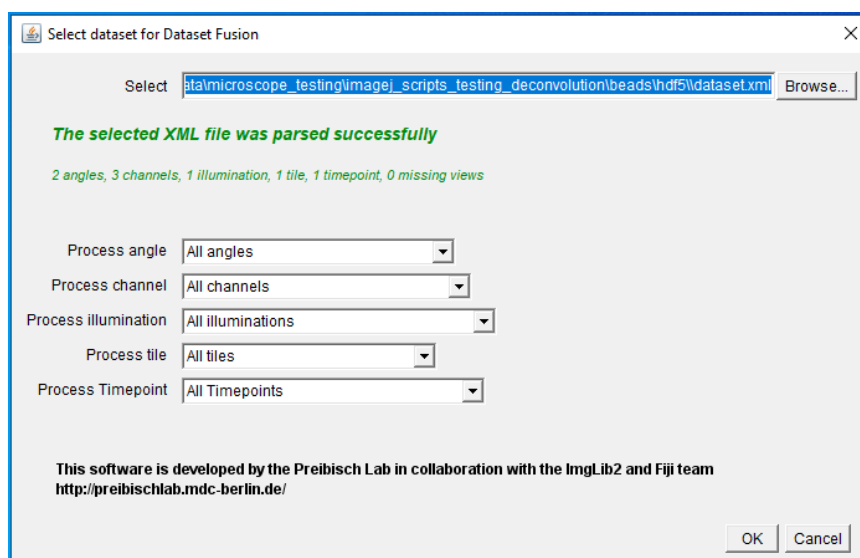 Select dataset for Dataset Fusion
Select ata\microscope_testing\imagej_scripts_testing_deconvolution\beads\hdf5\\dataset.xml Browse...
The selected XML file was parsed successfully
2 angles, 3 channels, 1 illumination, 1 tile, 1 timepoint, 0 missing views
Process angle All angles
Process channel All channels
Process illumination All illuminations
Process tile All tiles
Process Timepoint All Timepoints
This software is developed by the Preibisch Lab in collaboration with the ImgLib2 and Fiji team
http://preibischlab.mdc-berlin.de/
OK Cancel